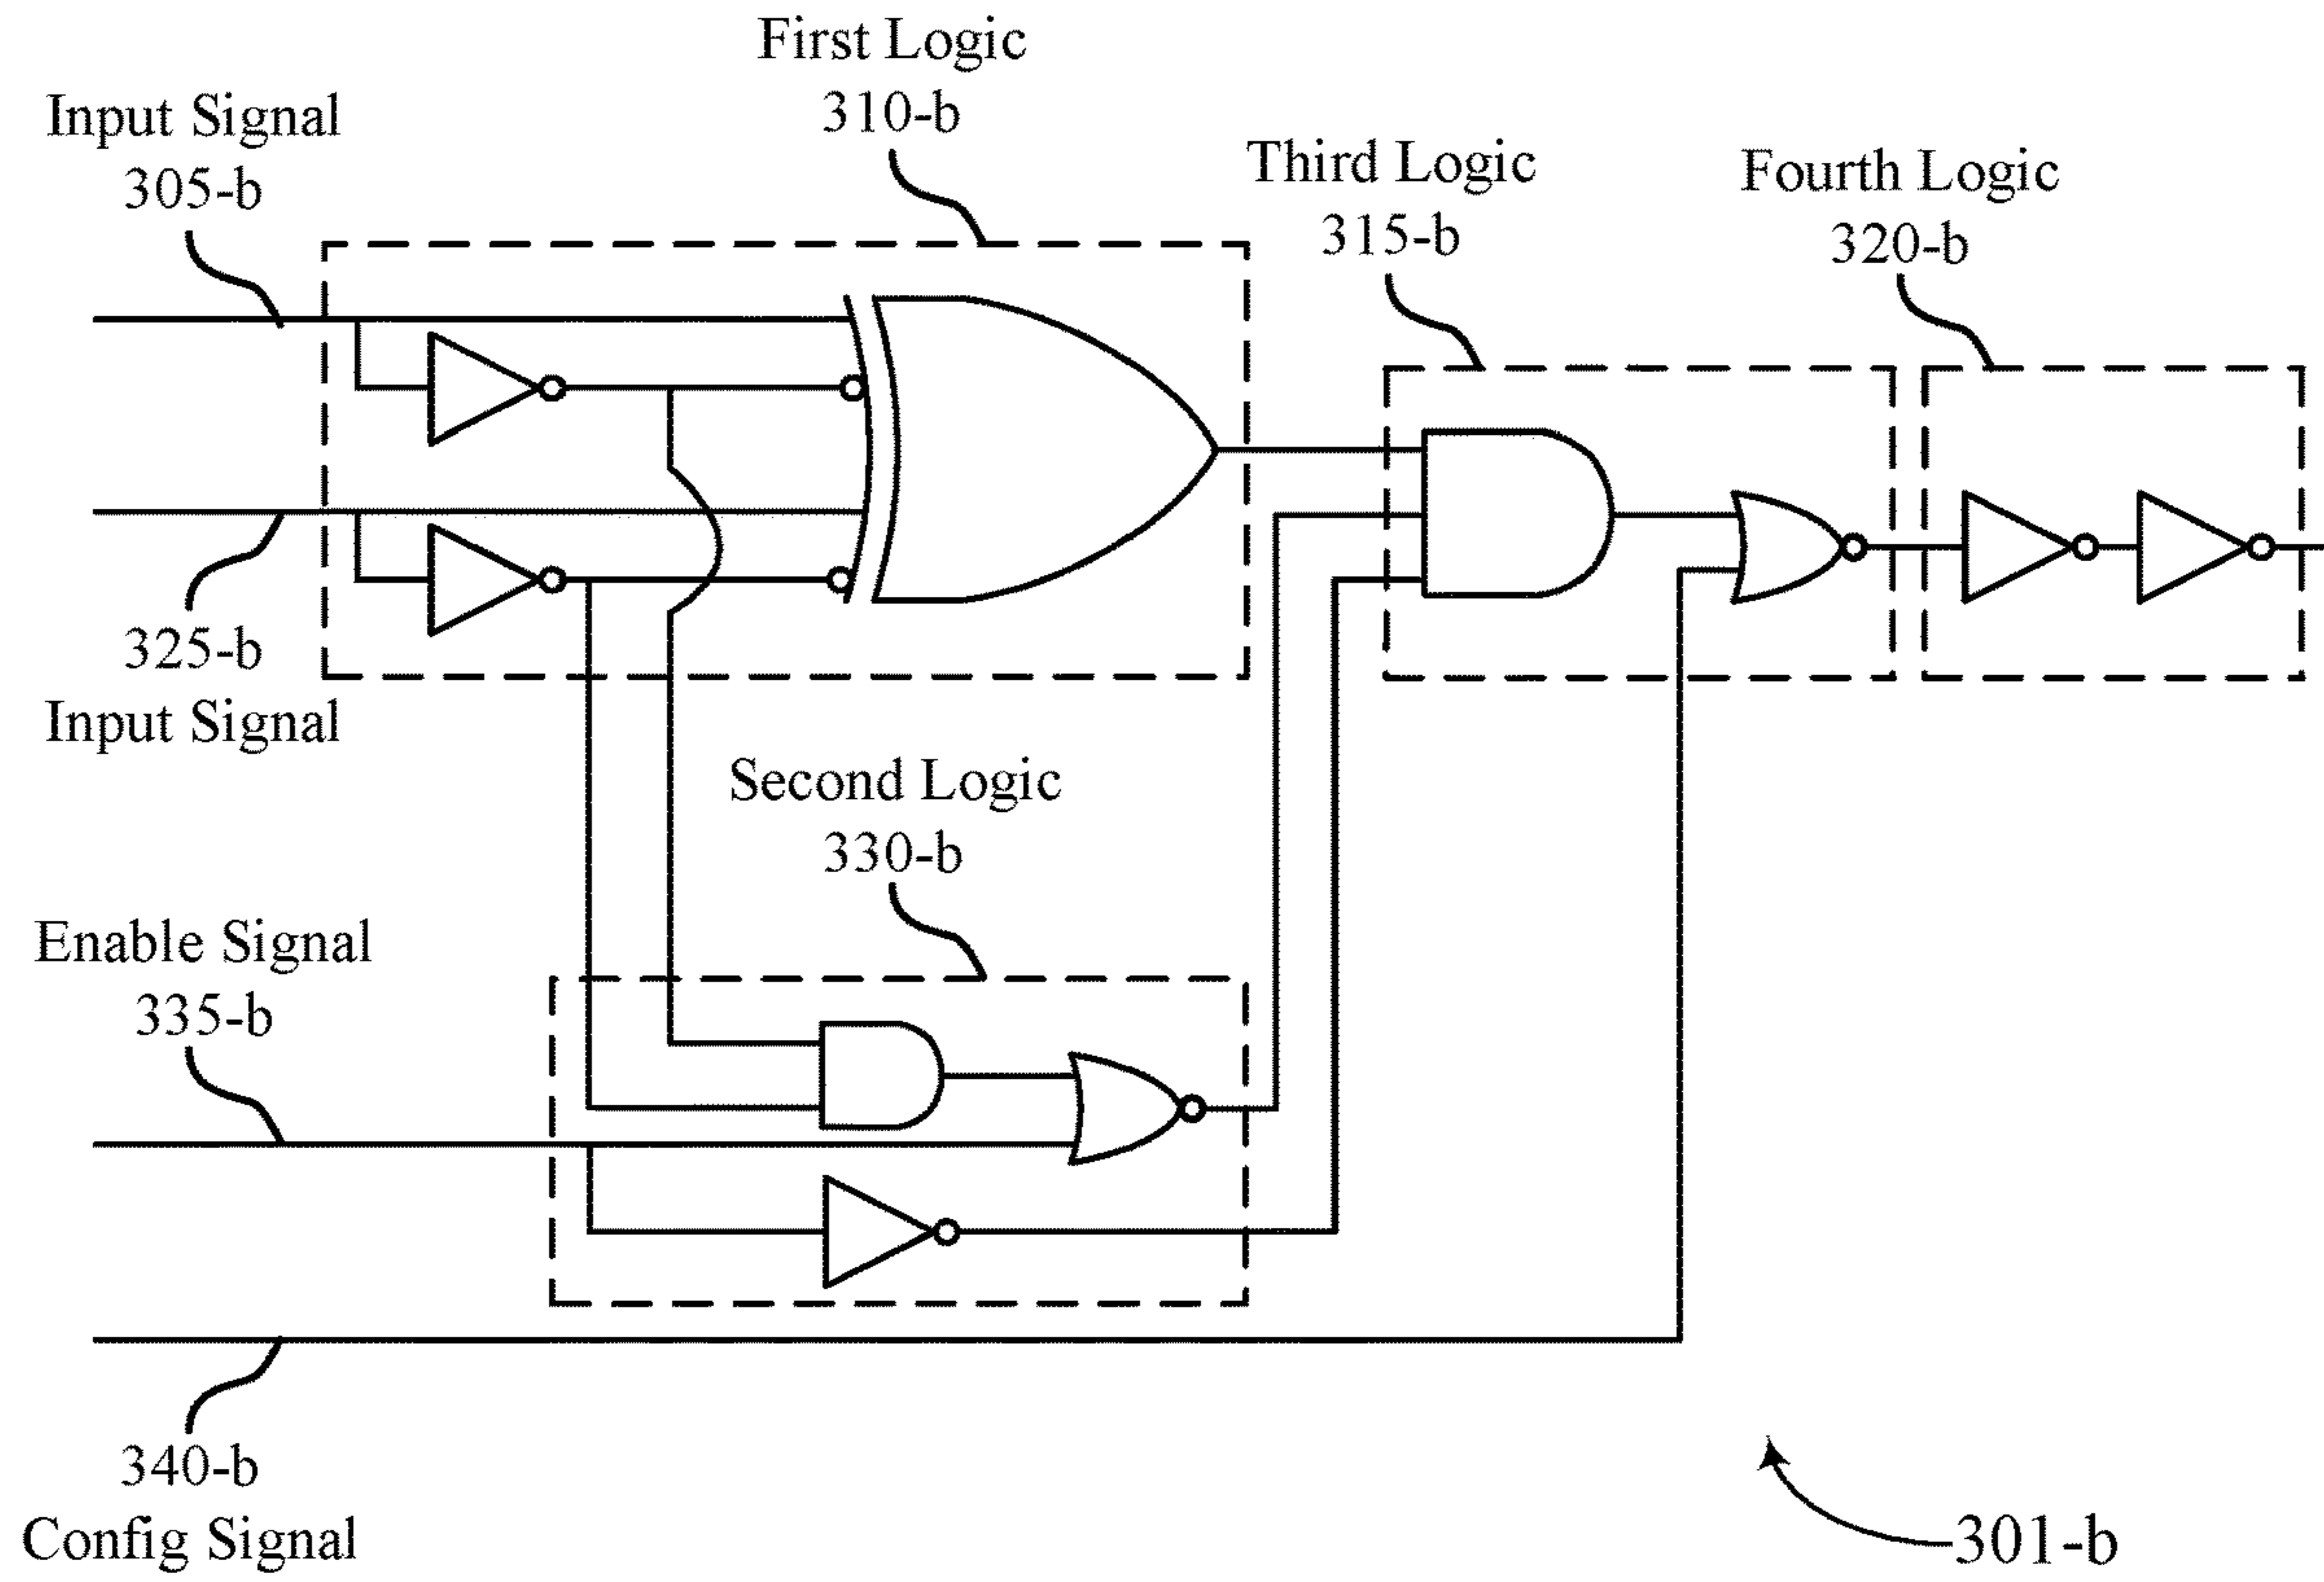 First Logic
310-b
Input Signal
305-b
Third Logic
315-b
Fourth Logic
320-b
325-b
Input Signal
Second Logic
330-b
Enable Signal
335-b
340-b
Config Signal
301-b